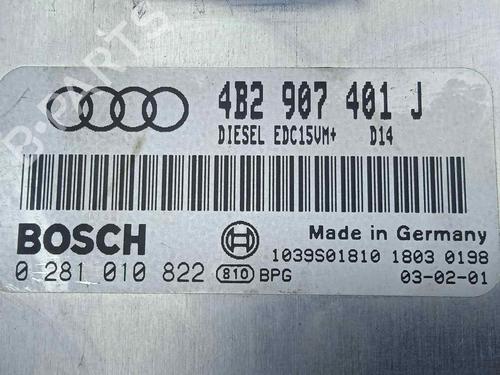 B-PARTS
4B2 907 401 J
DIESEL EDC15VM+ D14
BOSCH
Made in Germany
1039S01810 1803 0198
0 281 010 822 810 BPG 03-02-01